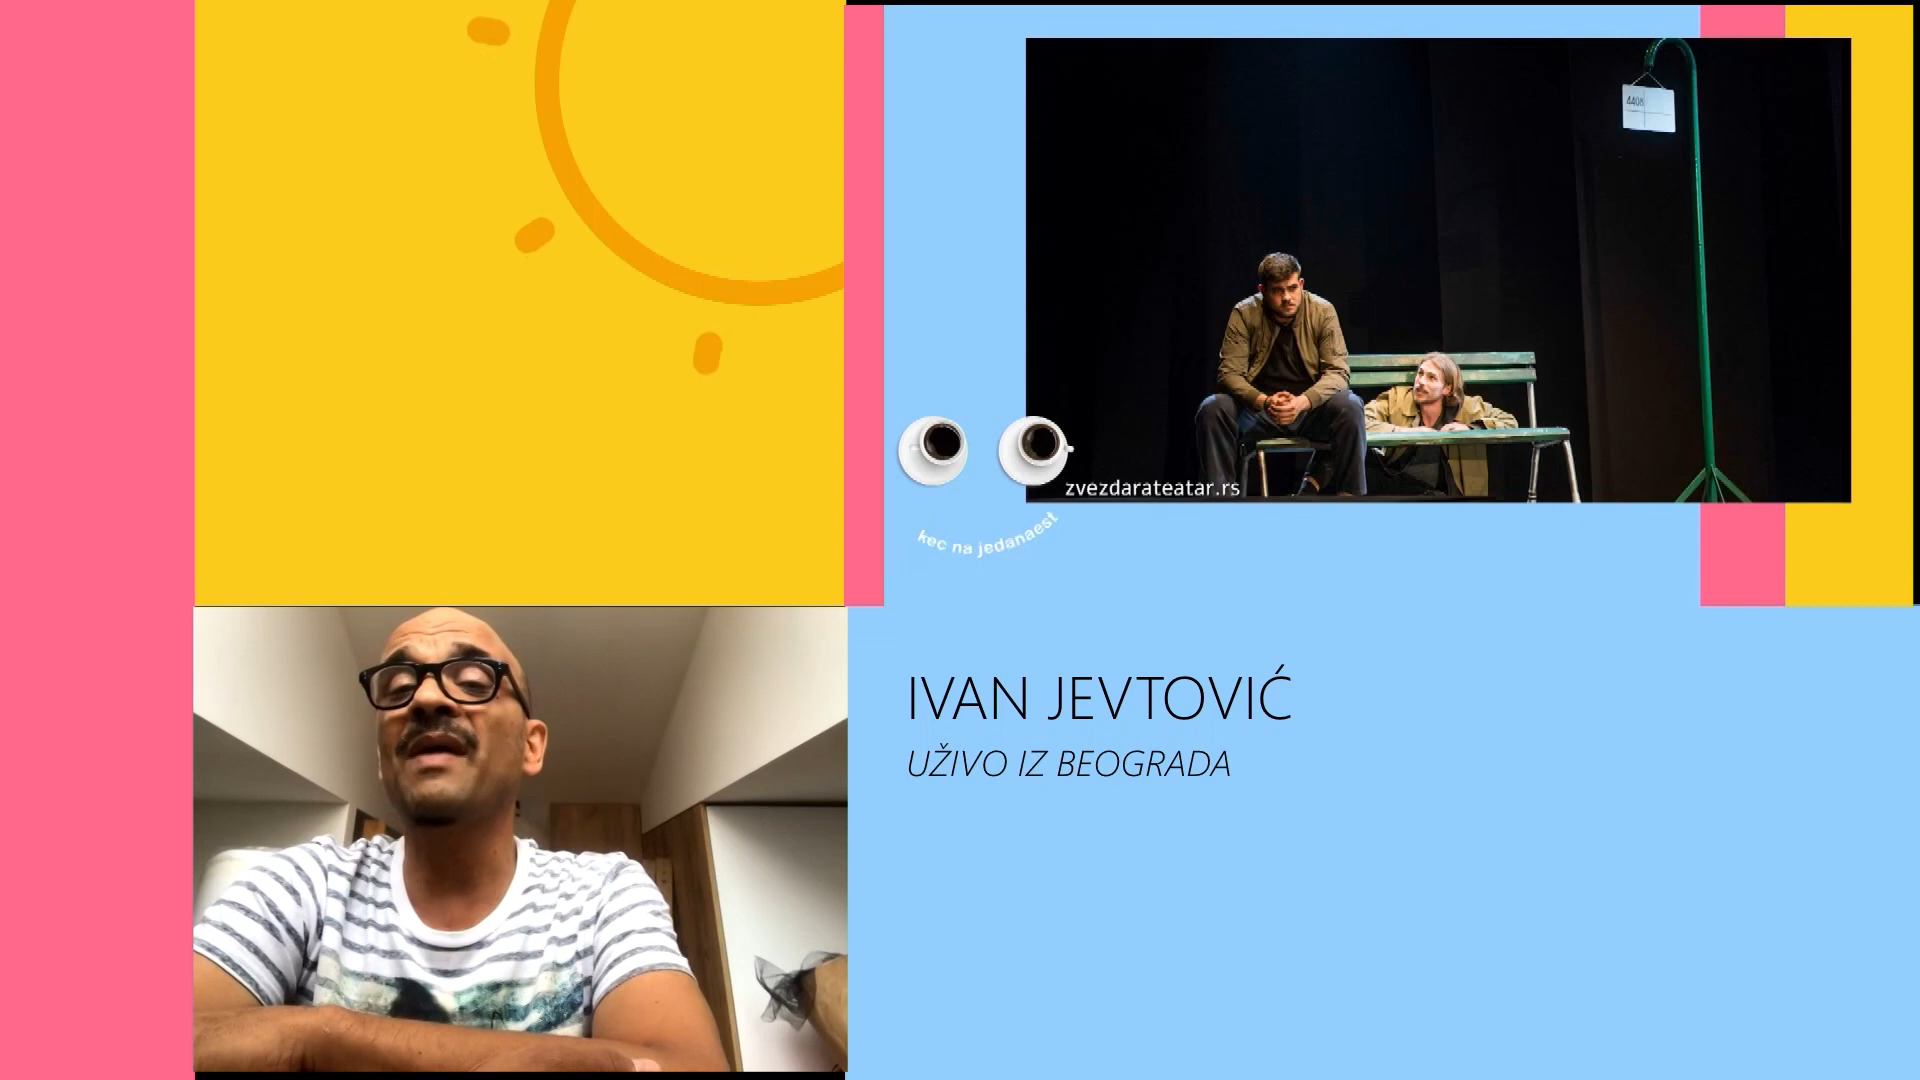 4408
zvezdarateatar.rs
kec na jedanaest
IVAN JEVTOVIĆ
UŽIVO IZ BEOGRADA